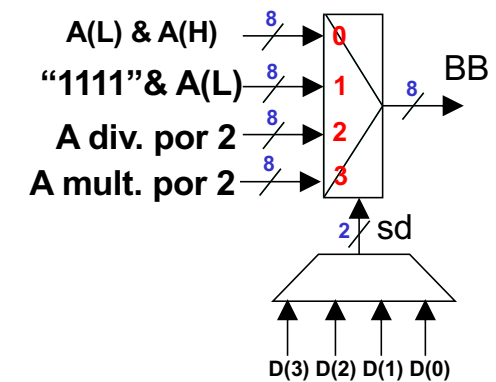 A(L) & A(H) 8 0
“1111”& A(L) 8 1
BB 8
A div. por 2 8 2
A mult. por 2 8 3
2 sd
D(3) D(2) D(1) D(0)